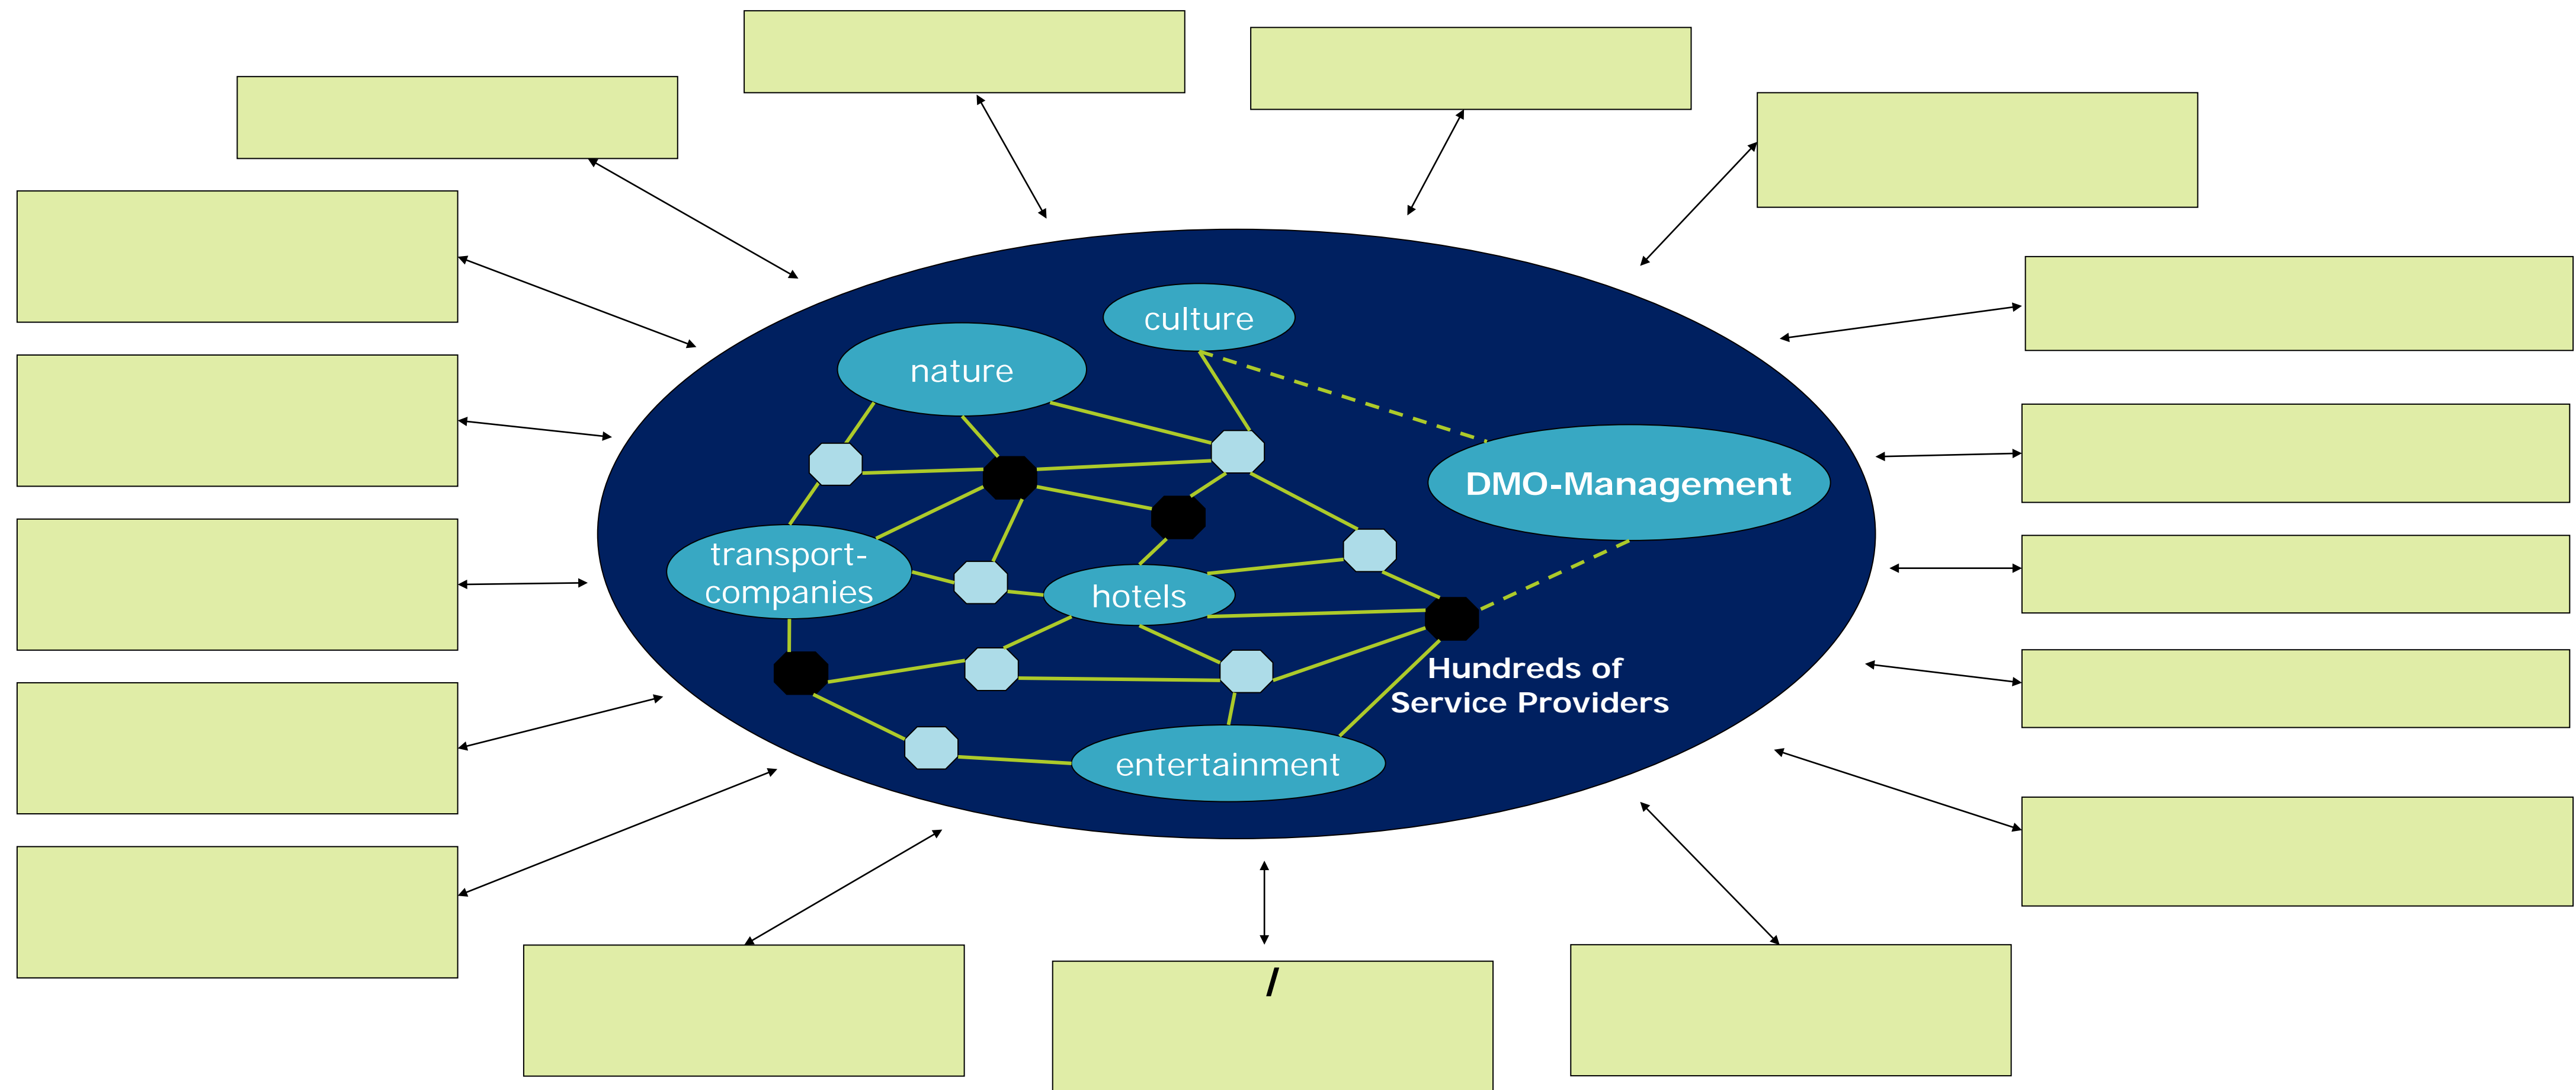 culture
nature
DMO-Management
transport-
companies
hotels
Hundreds of
Service Providers
entertainment
/